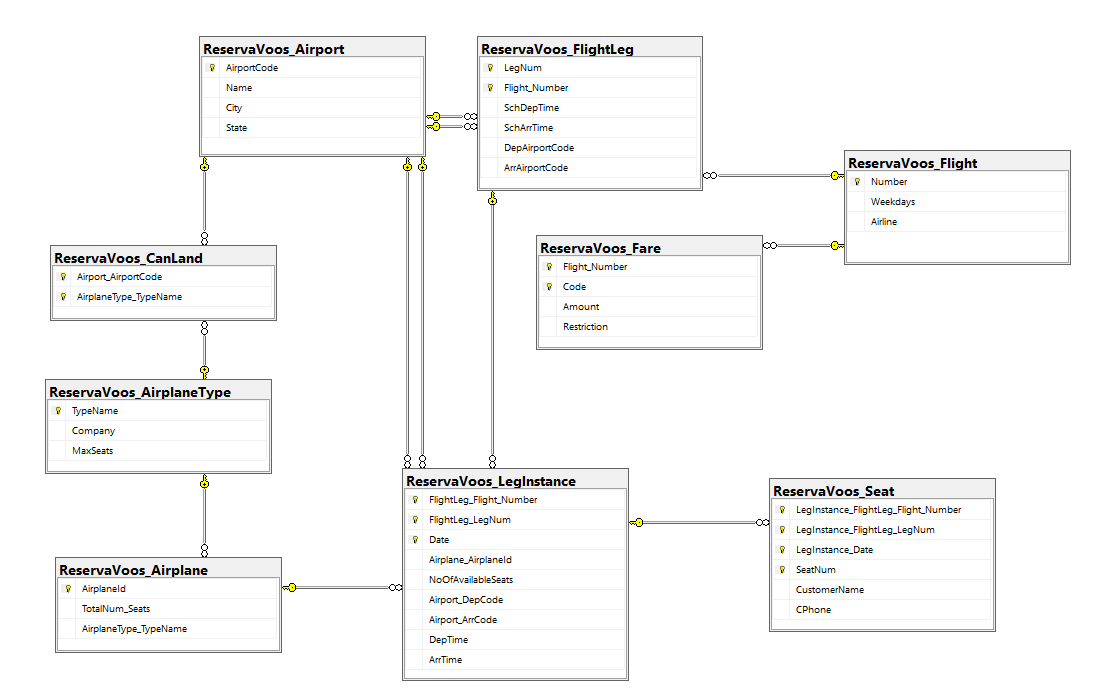 ReservaVoos_Airport
AirportCode
Name
City
State
ReservaVoos_FlightLeg
LegNum
Flight_Number
SchDepTime
SchArrTime
DepAirportCode
ArrAirportCode
ReservaVoos_Flight
Number
Weekdays
Airline
ReservaVoos_Fare
Flight_Number
Code
Amount
Restriction
ReservaVoos_CanLand
Airport_AirportCode
AirplaneType_TypeName
ReservaVoos_AirplaneType
TypeName
Company
MaxSeats
ReservaVoos_LegInstance
FlightLeg_Flight_Number
FlightLeg_LegNum
Date
Airplane_AirplaneId
NoOfAvailableSeats
Airport_DepCode
Airport_ArrCode
DepTime
ArrTime
ReservaVoos_Seat
LegInstance_FlightLeg_Flight_Number
LegInstance_FlightLeg_LegNum
LegInstance_Date
SeatNum
CustomerName
CPhone
ReservaVoos_Airplane
AirplaneId
TotalNum_Seats
AirplaneType_TypeName